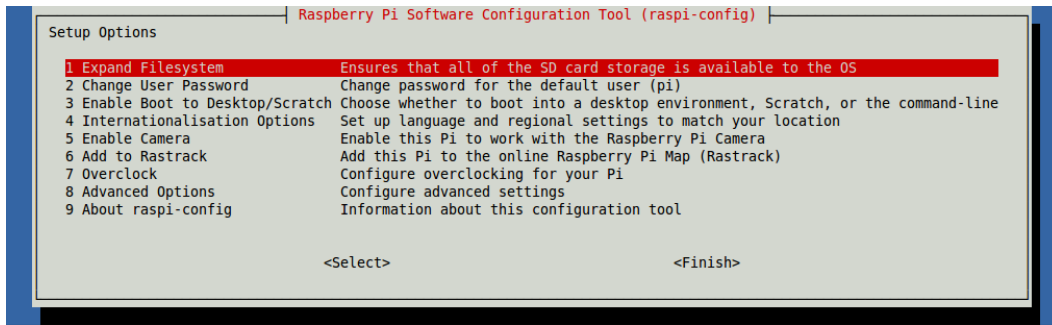 Raspberry Pi Software Configuration Tool (raspi-config)
Setup Options
1 Expand Filesystem Ensures that all of the SD card storage is available to the OS
2 Change User Password Change password for the default user (pi)
3 Enable Boot to Desktop/Scratch Choose whether to boot into a desktop environment, Scratch, or the command-line
4 Internationalisation Options Set up language and regional settings to match your location
5 Enable Camera Enable this Pi to work with the Raspberry Pi Camera
6 Add to Rastrack Add this Pi to the online Raspberry Pi Map (Rastrack)
7 Overclock Configure overclocking for your Pi
8 Advanced Options Configure advanced settings
9 About raspi-config Information about this configuration tool
<Select> <Finish>